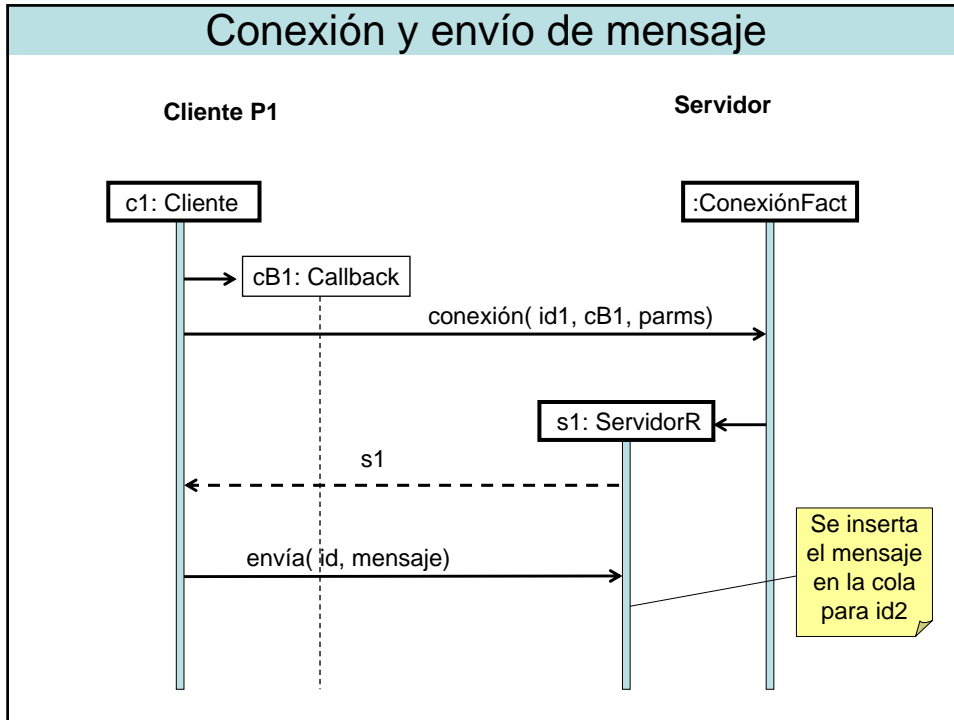 Conexión y envío de mensaje
Cliente P1
Servidor
c1: Cliente
:ConexiónFact
cB1: Callback
conexión( id1, cB1, parms)
s1: ServidorR
s1
envía( id, mensaje)
Se inserta
el mensaje
en la cola
para id2